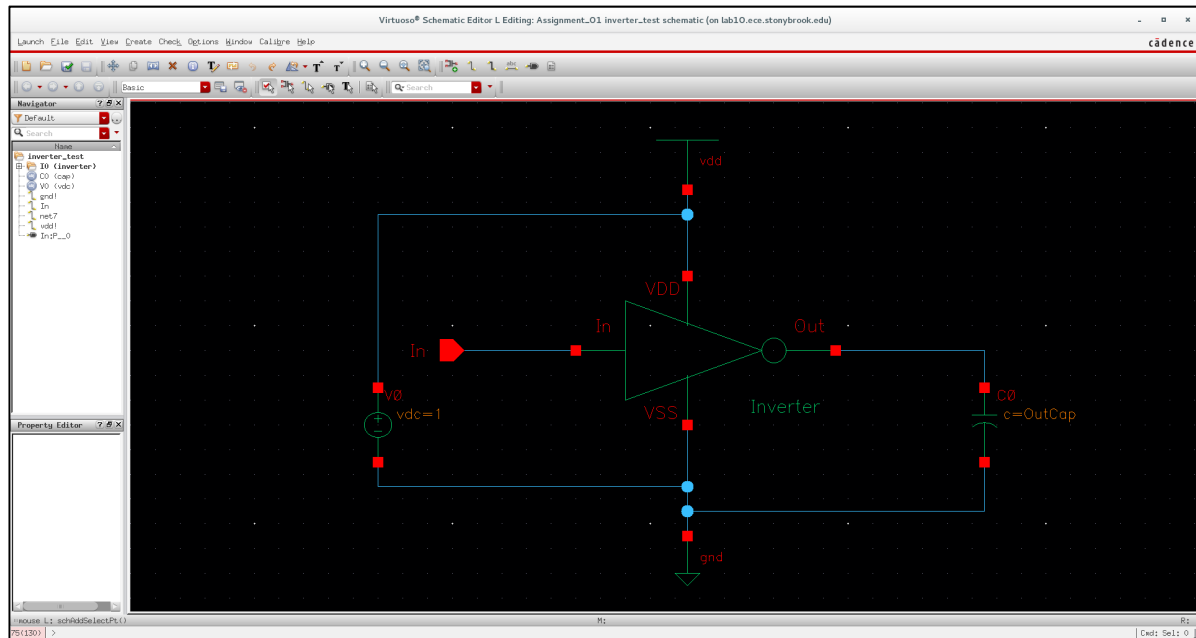 Virtuoso® Schematic Editor L Editing: Assignment_01 inverter_test schematic (on lab10.ece.stonybrook.edu)
Launch File Edit View Create Check Options Window Calibre Help
cādence
Basic
Search
Navigator
Default
Search
Name
inverter_test
I0 (inverter)
C0 (cap)
V0 (vdc)
gnd!
In
net7
vdd!
In:P__0
Property Editor
vdd
VDD
In
In
Out
V0
vdc=1
VSS
Inverter
C0
c=OutCap
gnd
mouse L: schAddSelectPt()
M:
R:
75(130) >
Cmd: Sel: 0